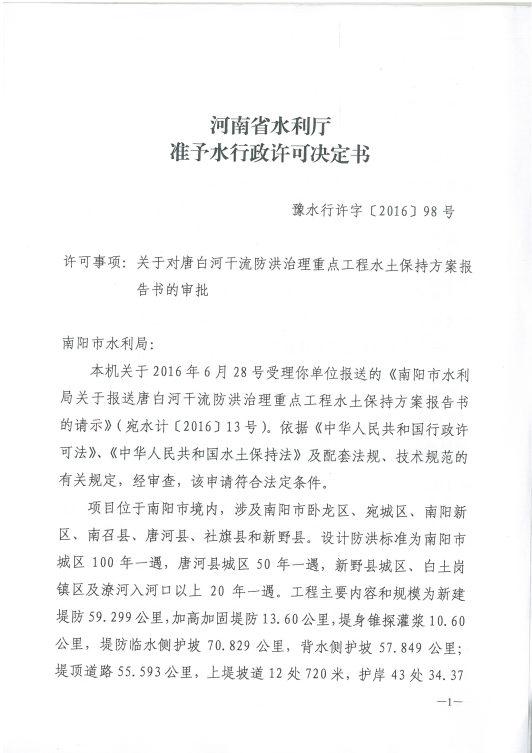 河南省水利厅
准予水行政许可决定书
豫水行许字〔2016〕98号
许可事项：关于对唐白河干流防洪治理重点工程水土保持方案报
告书的审批
南阳市水利局：
本机关于2016年6月28号受理你单位报送的《南阳市水利
局关于报送唐白河干流防洪治理重点工程水土保持方案报告书
的请示》（宛水计〔2016〕13号）。依据《中华人民共和国行政许
可法》、《中华人民共和国水土保持法》及配套法规、技术规范的
有关规定，经审查，该申请符合法定条件。
项目位于南阳市境内，涉及南阳市卧龙区、宛城区、南阳新
区、南召县、唐河县、社旗县和新野县。设计防洪标准为南阳市
城区100年一遇，唐河县城区50年一遇，新野县城区、白土岗
镇区及潦河入河口以上 20年一遇。工程主要内容和规模为新建
堤防59.299公里，加高加固堤防13.60公里，堤身锥探灌浆10.60
公里，堤防临水侧护坡70.829公里，背水侧护坡57.849公里；
堤顶道路55.593公里，上堤坡道12处720米，护岸43处34.37
—1—